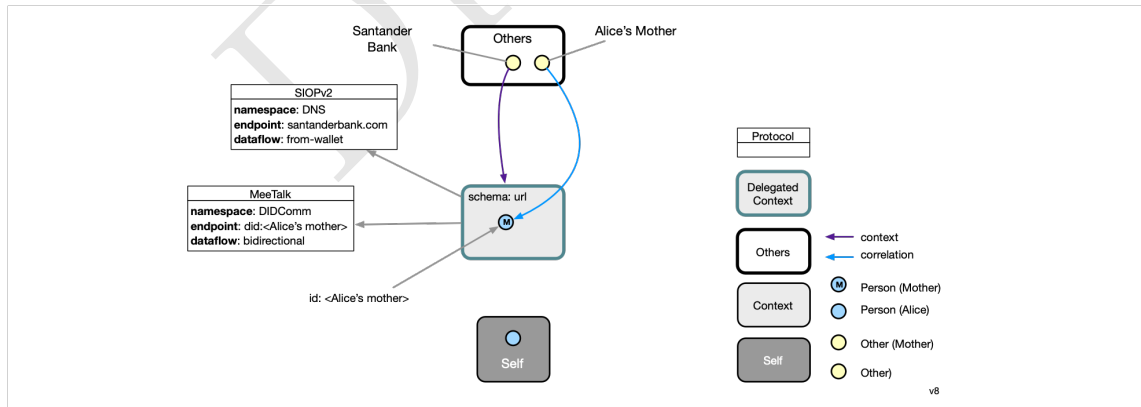 Santander
Bank
Others
Alice's Mother
SIOPv2
namespace: DNS
endpoint: santanderbank.com
dataflow: from-wallet
MeeTalk
namespace: DIDComm
endpoint: did:<Alice's mother>
dataflow: bidirectional
schema: url
M
id: <Alice's mother>
Self
Protocol
Delegated
Context
Others
context
correlation
Context
M Person (Mother)
Person (Alice)
Self
Other (Mother)
Other)
v8